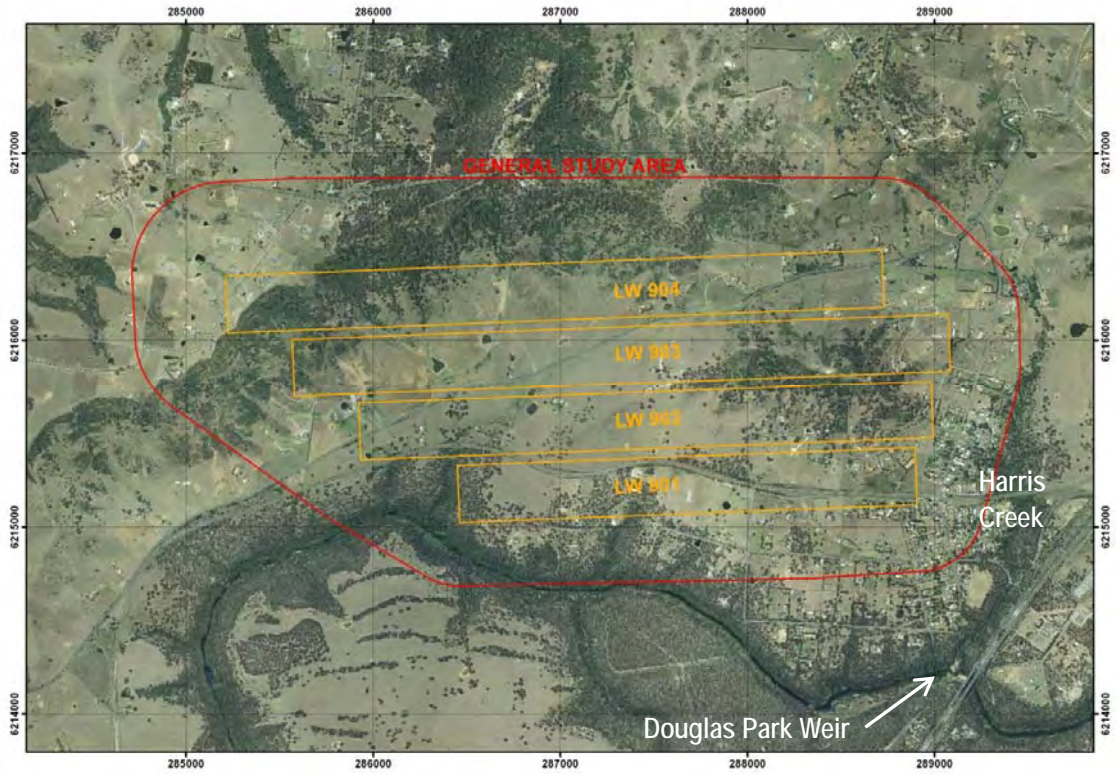 285000 286000 287000 288000 289000
6217000 6217000
GENERAL STUDY AREA
LW 904
6216000 6216000
LW 903
LW 902
LW 901
Harris
Creek
6215000 6215000
6214000 6214000
Douglas Park Weir
285000 286000 287000 288000 289000